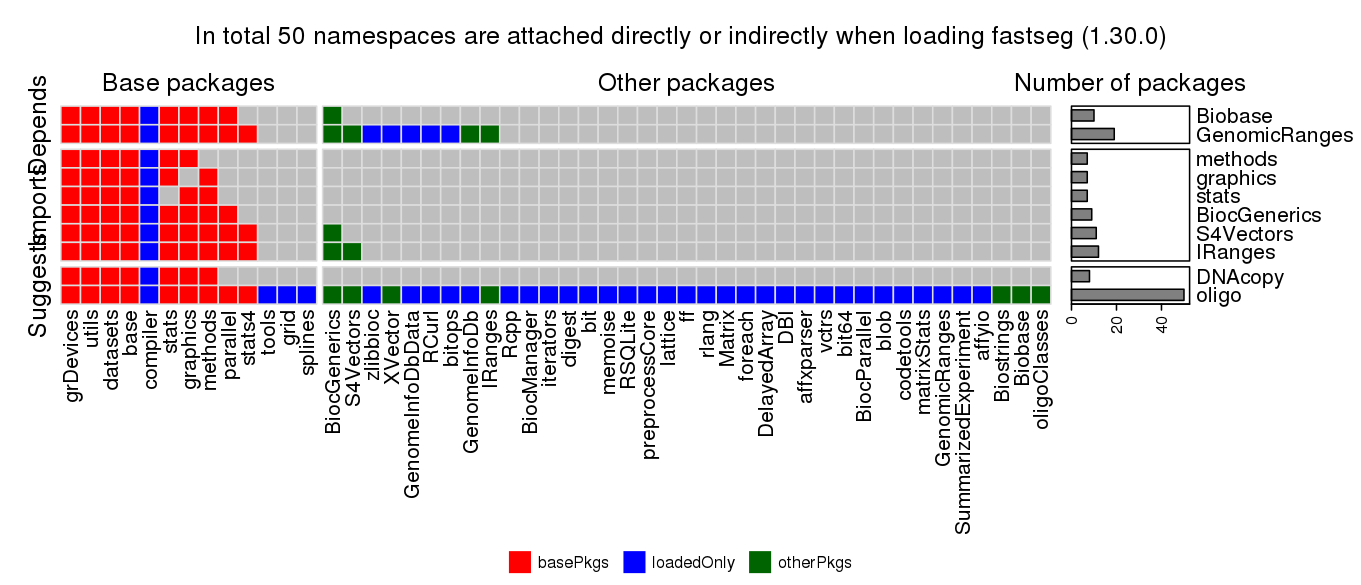 In total 50 namespaces are attached directly or indirectly when loading fastseg (1.30.0)
Base packages
Other packages
Number of packages
Depends
Imports
Suggests
Biobase
GenomicRanges
methods
graphics
stats
BiocGenerics
S4Vectors
IRanges
DNAcopy
oligo
0
20
40
grDevices
utils
datasets
base
compiler
stats
graphics
methods
parallel
stats4
tools
grid
splines
BiocGenerics
S4Vectors
zlibbioc
XVector
GenomeInfoDbData
RCurl
bitops
GenomeInfoDb
IRanges
Rcpp
BiocManager
iterators
digest
bit
memoise
RSQLite
preprocessCore
lattice
ff
rlang
Matrix
foreach
DelayedArray
DBI
affxparser
vctrs
bit64
BiocParallel
blob
codetools
matrixStats
GenomicRanges
SummarizedExperiment
affyio
Biostrings
Biobase
oligoClasses
basePkgs
loadedOnly
otherPkgs